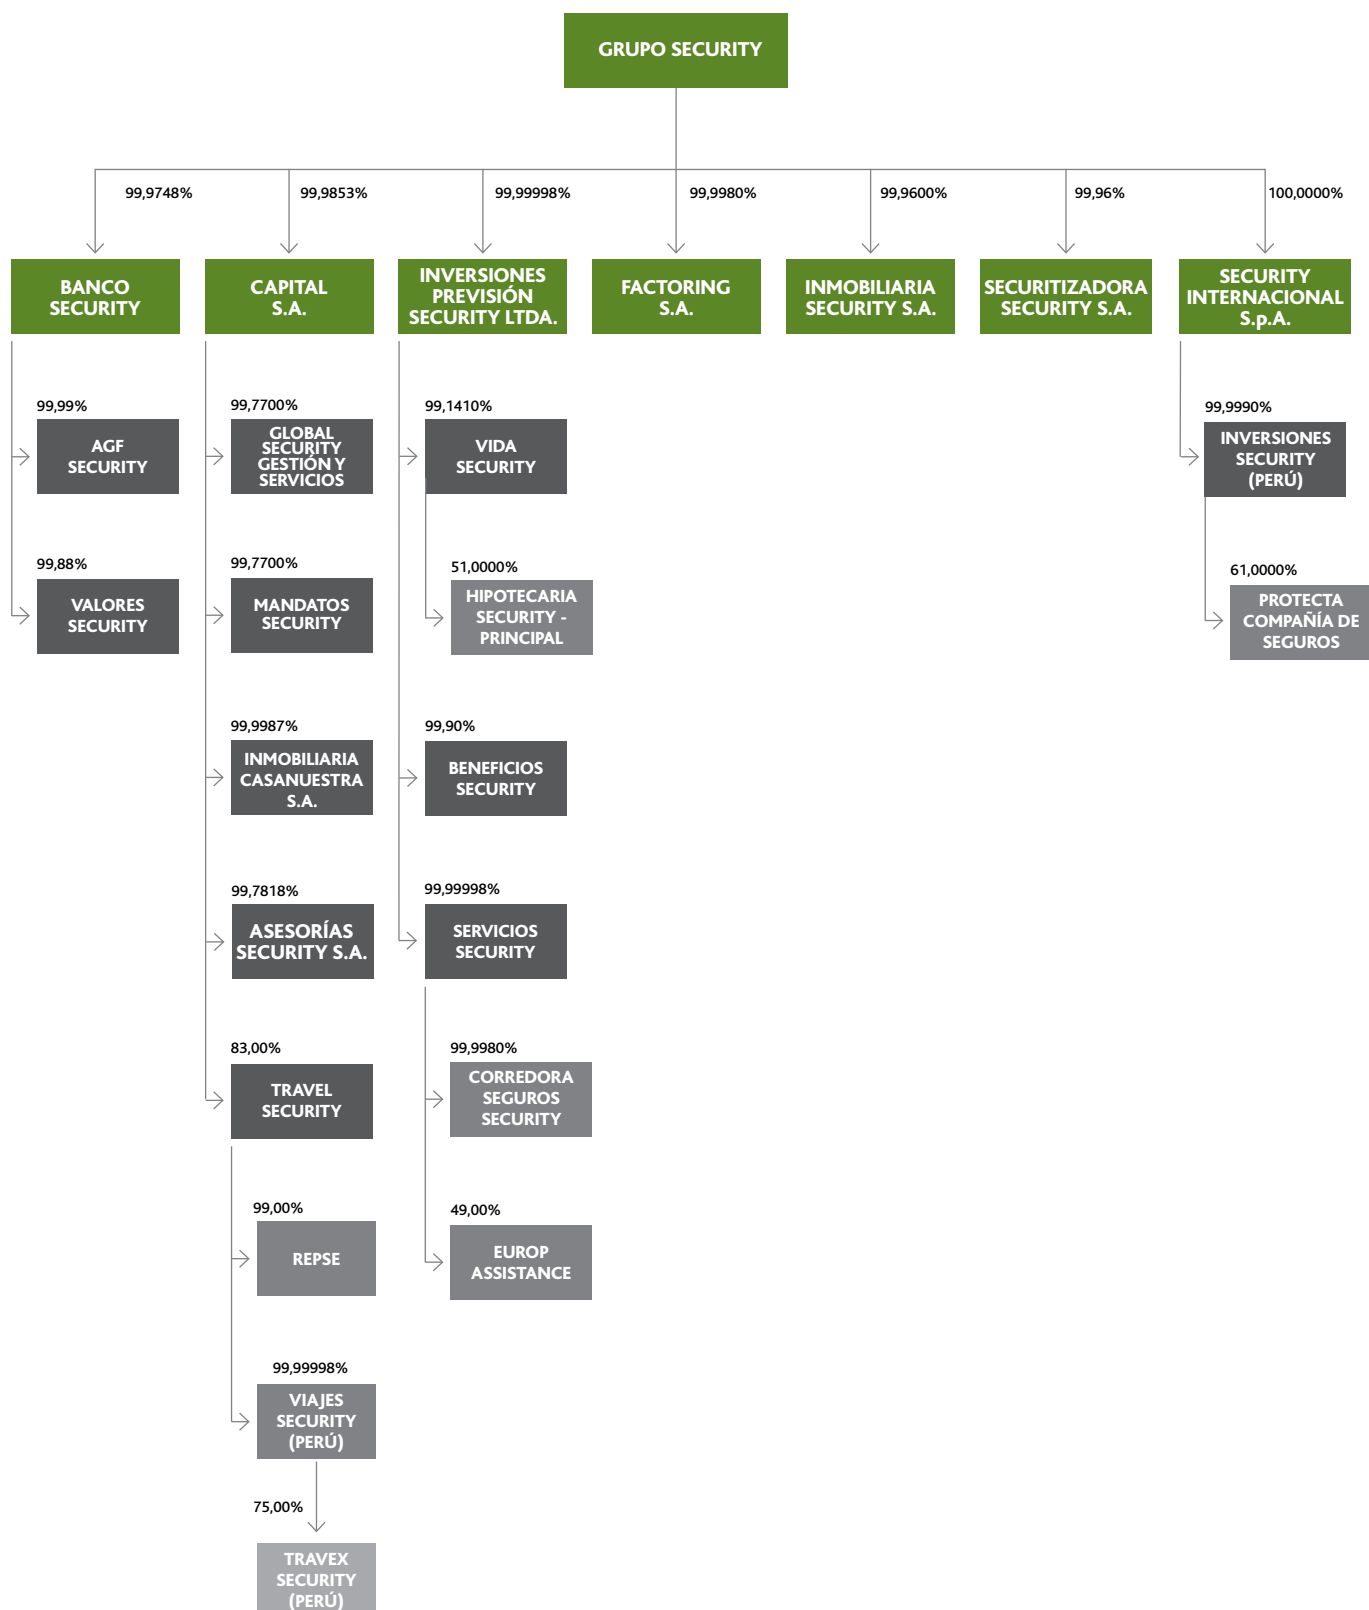 GRUPO SECURITY
99,9748%
99,9853%
99,99998%
99,9980%
99,9600%
99,96%
100,0000%
BANCO
SECURITY
CAPITAL
S.A.
INVERSIONES
PREVISIÓN
SECURITY LTDA.
FACTORING
S.A.
INMOBILIARIA
SECURITY S.A.
SECURITIZADORA
SECURITY S.A.
SECURITY
INTERNACIONAL
S.p.A.
99,99%
AGF
SECURITY
99,88%
VALORES
SECURITY
99,7700%
GLOBAL
SECURITY
GESTIÓN Y
SERVICIOS
99,7700%
MANDATOS
SECURITY
99,9987%
INMOBILIARIA
CASANUESTRA
S.A.
99,7818%
ASESORÍAS
SECURITY S.A.
83,00%
TRAVEL
SECURITY
99,00%
REPSE
99,99998%
VIAJES
SECURITY
(PERÚ)
75,00%
TRAVEX
SECURITY
(PERÚ)
99,1410%
VIDA
SECURITY
51,0000%
HIPOTECARIA
SECURITY -
PRINCIPAL
99,90%
BENEFICIOS
SECURITY
99,99998%
SERVICIOS
SECURITY
99,9980%
CORREDORA
SEGUROS
SECURITY
49,00%
EUROP
ASSISTANCE
99,9990%
INVERSIONES
SECURITY
(PERÚ)
61,0000%
PROTECTA
COMPAÑÍA DE
SEGUROS